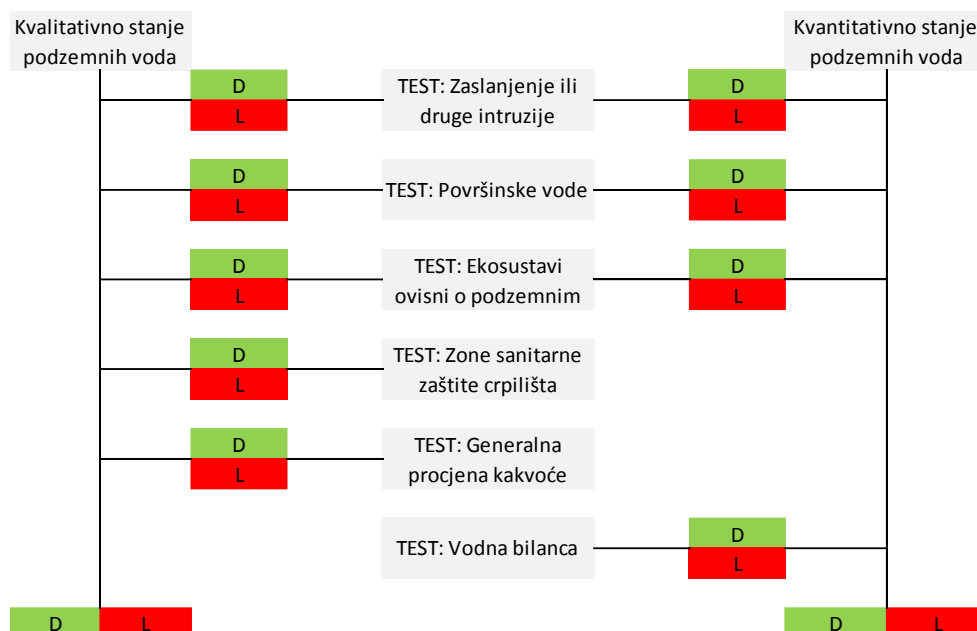 Kvalitativno stanje
podzemnih voda
Kvantitativno stanje
podzemnih voda
D
L
TEST: Zaslanjenje ili
druge intruzije
D
L
D
L
TEST: Površinske vode
D
L
D
L
TEST: Ekosustavi
ovisni o podzemnim
D
L
D
L
TEST: Zone sanitarne
zaštite crpilišta
D
L
TEST: Generalna
procjena kakvoće
TEST: Vodna bilanca
D
L
D L
D L